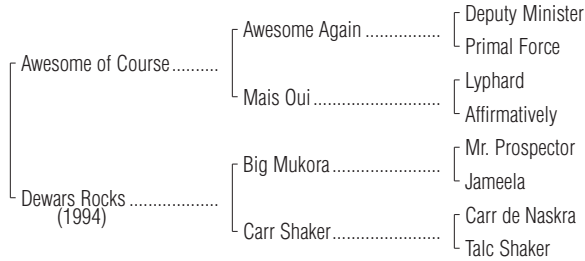 Deputy Minister
Awesome Again ................
Primal Force
Awesome of Course..........
Lyphard
Mais Oui ...........................
Affirmatively
Mr. Prospector
Big Mukora .......................
Jameela
Dewars Rocks ...................
(1994)
Carr de Naskra
Carr Shaker.......................
Talc Shaker